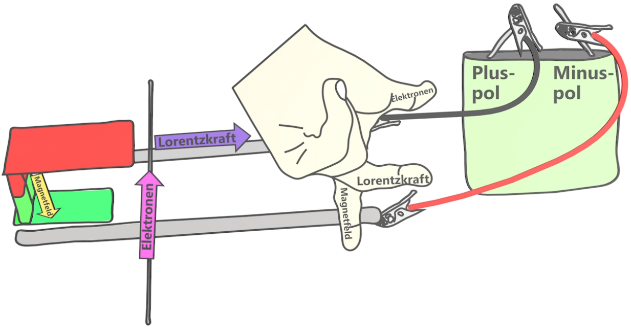 Plus-
pol
Minus-
pol
Elektronen
Lorentzkraft
Lorentzkraft
Magnetfeld
Magnetfeld
Elektronen